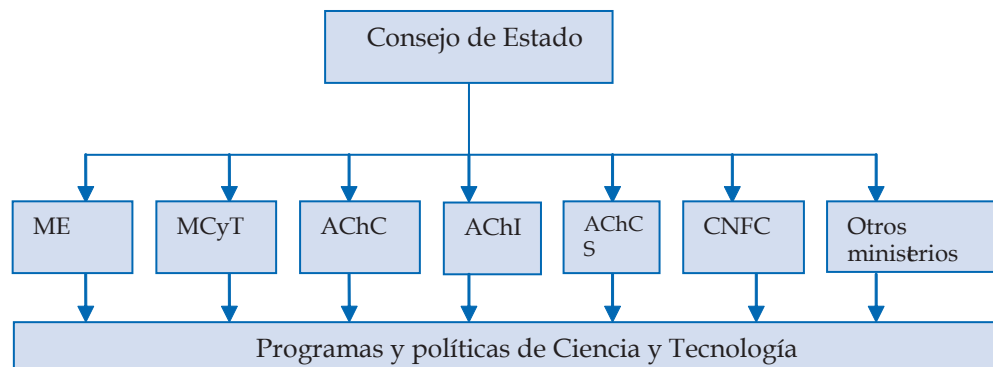 Consejo de Estado
ME
MCyT
AChC
AChI
AChC
S
CNFC
Otros
ministerios
Programas y políticas de Ciencia y Tecnología